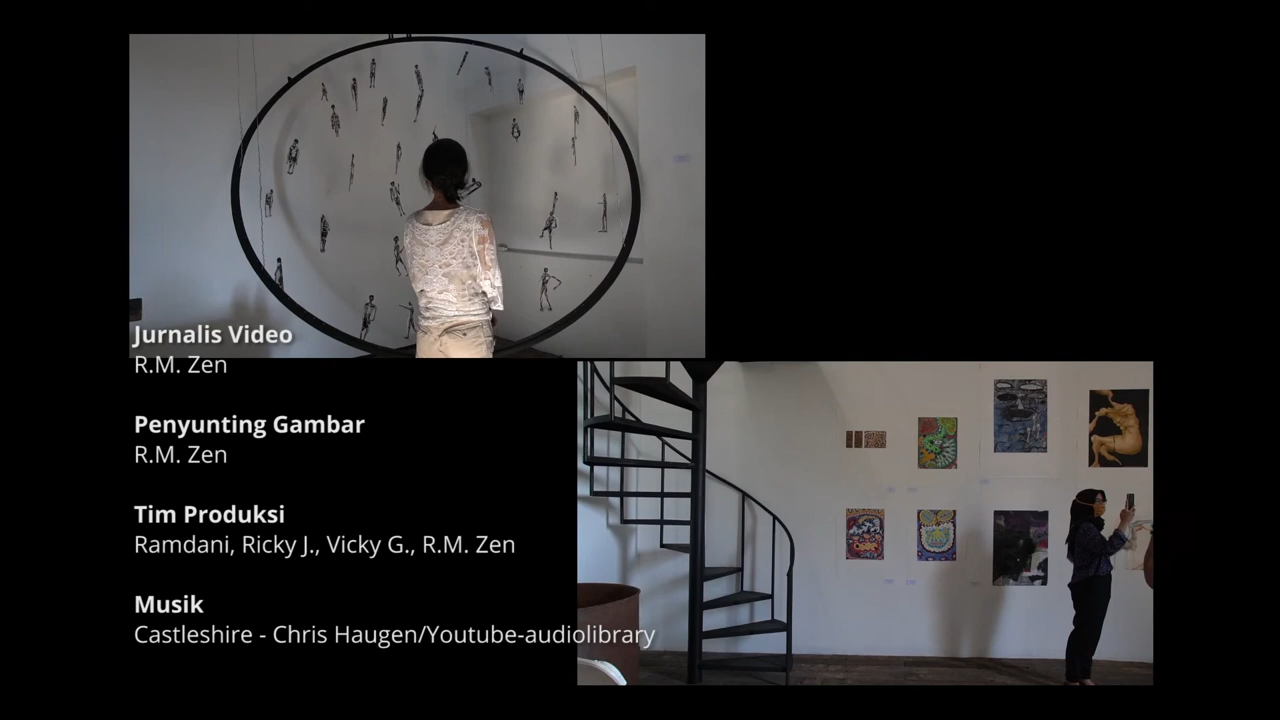 Jurnalis Video
R.M. Zen
Penyunting Gambar
R.M. Zen
Tim Produksi
Ramdani, Ricky J., Vicky G., R.M. Zen
Musik
Castleshire - Chris Haugen/Youtube-audiolibrary